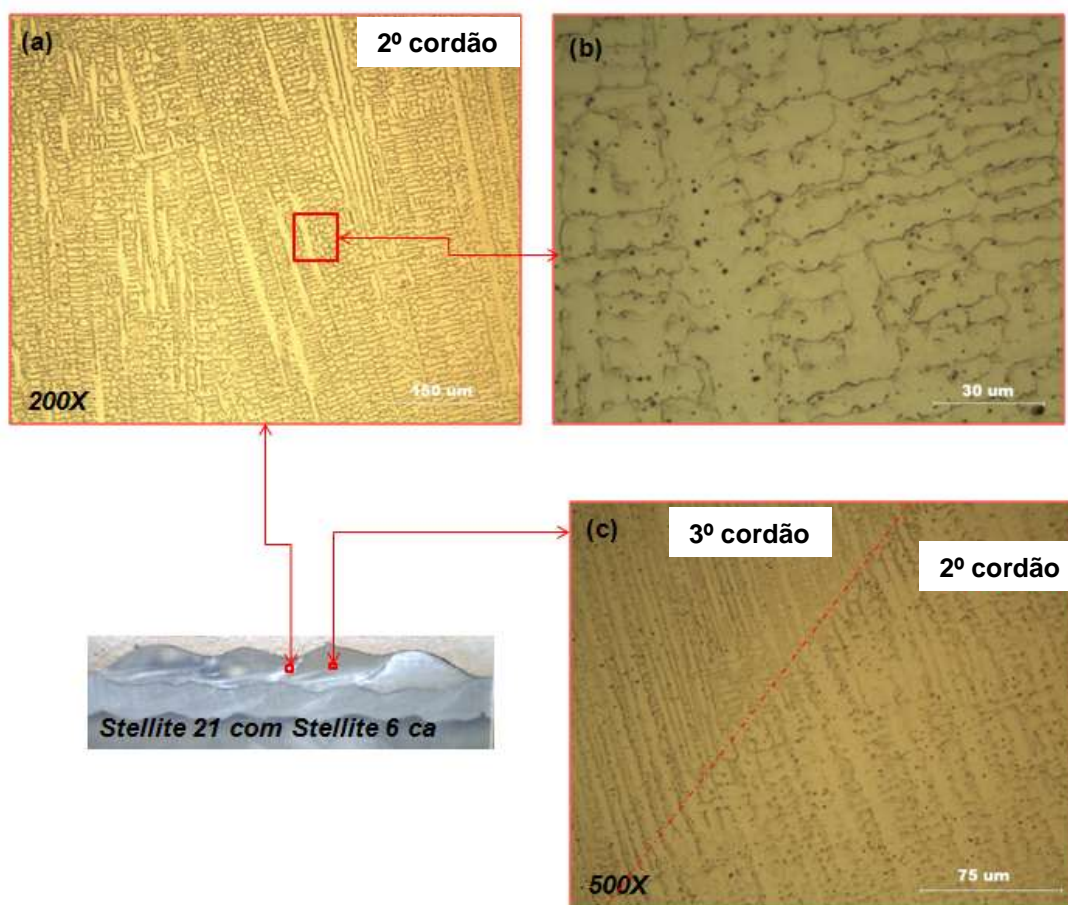 (a)
2º cordão
200X
150 um
(b)
30 um
(c)
3º cordão
2º cordão
500X
75 um
Stellite 21 com Stellite 6 ca